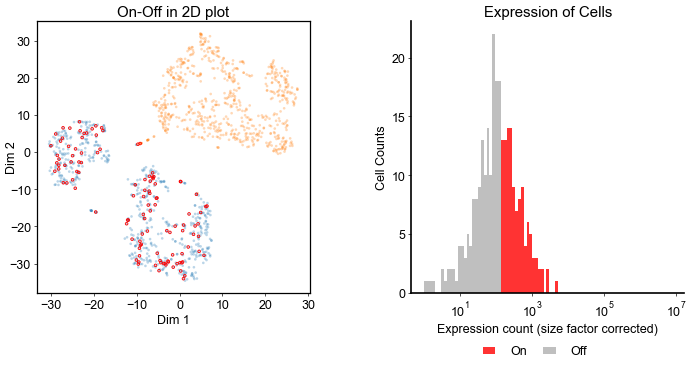 On-Off in 2D plot
Expression of Cells
30
20
10
0
−10
−20
−30
Dim 2
−30 −20 −10 0 10 20 30
Dim 1
20
15
10
5
0
Cell Counts
10^1 10^3 10^5 10^7
Expression count (size factor corrected)
On Off